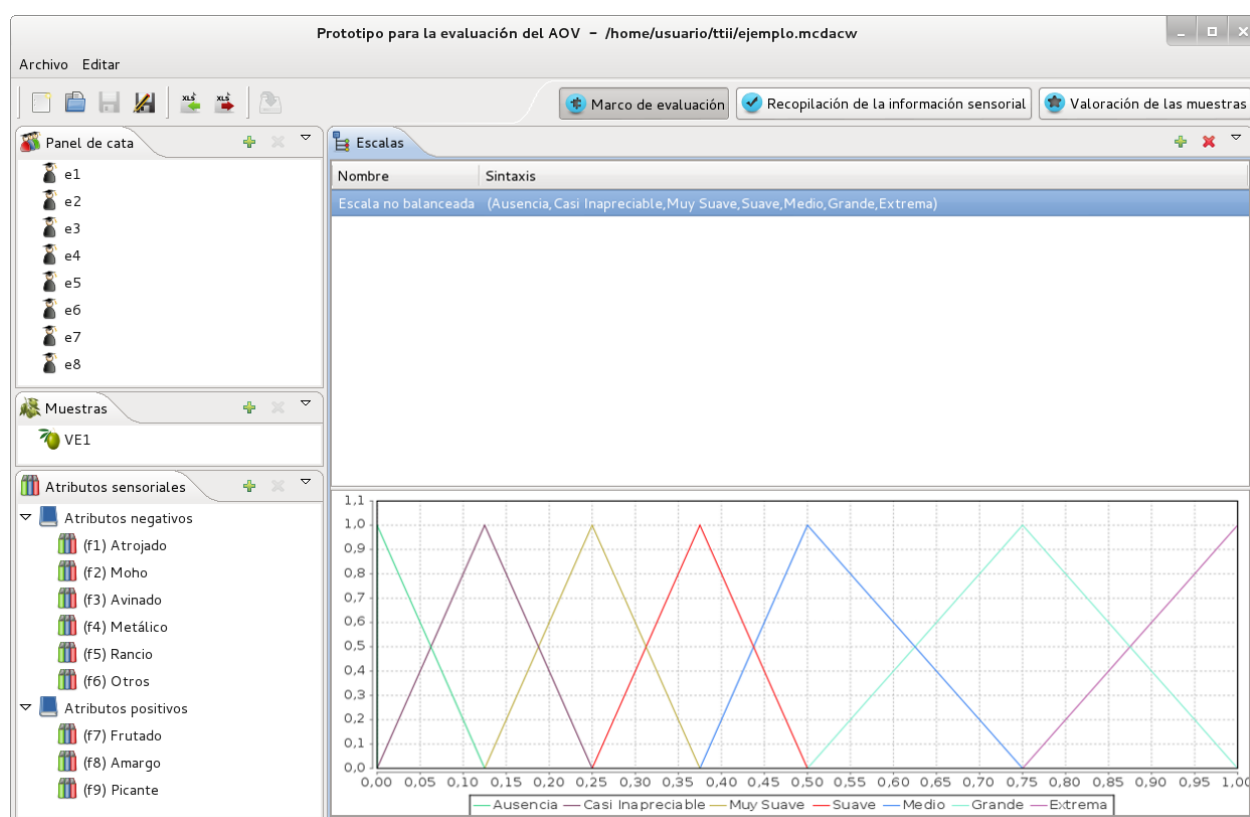 Prototipo para la evaluación del AOV – /home/usuario/ttii/ejemplo.mcdacw
Archivo Editar
XLS XLS
Marco de evaluación Recopilación de la información sensorial Valoración de las muestras
Panel de cata
e1
e2
e3
e4
e5
e6
e7
e8
Muestras
VE1
Atributos sensoriales
Atributos negativos
(f1) Atrojado
(f2) Moho
(f3) Avinado
(f4) Metálico
(f5) Rancio
(f6) Otros
Atributos positivos
(f7) Frutado
(f8) Amargo
(f9) Picante
Escalas
Nombre Sintaxis
Escala no balanceada (Ausencia,Casi Inapreciable,Muy Suave,Suave,Medio,Grande,Extrema)
1,1
1,0
0,9
0,8
0,7
0,6
0,5
0,4
0,3
0,2
0,1
0,0
0,00 0,05 0,10 0,15 0,20 0,25 0,30 0,35 0,40 0,45 0,50 0,55 0,60 0,65 0,70 0,75 0,80 0,85 0,90 0,95 1,00
Ausencia Casi Inapreciable Muy Suave Suave Medio Grande Extrema